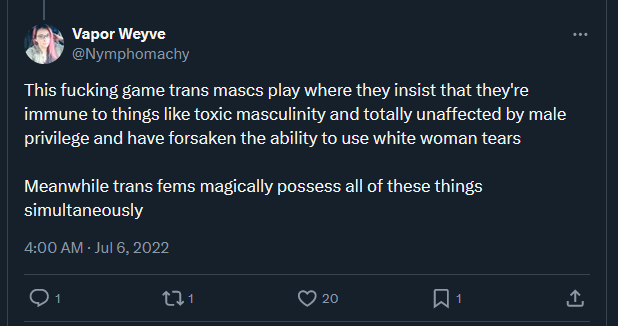 Vapor Weyve
@Nymphomachy
This fucking game trans mascs play where they insist that they're
immune to things like toxic masculinity and totally unaffected by male
privilege and have forsaken the ability to use white woman tears
Meanwhile trans fems magically possess all of these things
simultaneously
4:00 AM · Jul 6, 2022
1 1 20 1